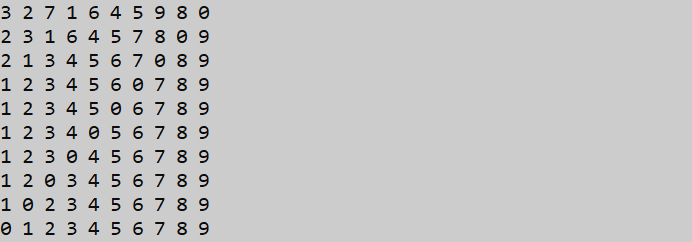 3 2 7 1 6 4 5 9 8 0
2 3 1 6 4 5 7 8 0 9
2 1 3 4 5 6 7 0 8 9
1 2 3 4 5 6 0 7 8 9
1 2 3 4 5 0 6 7 8 9
1 2 3 4 0 5 6 7 8 9
1 2 3 0 4 5 6 7 8 9
1 2 0 3 4 5 6 7 8 9
1 0 2 3 4 5 6 7 8 9
0 1 2 3 4 5 6 7 8 9